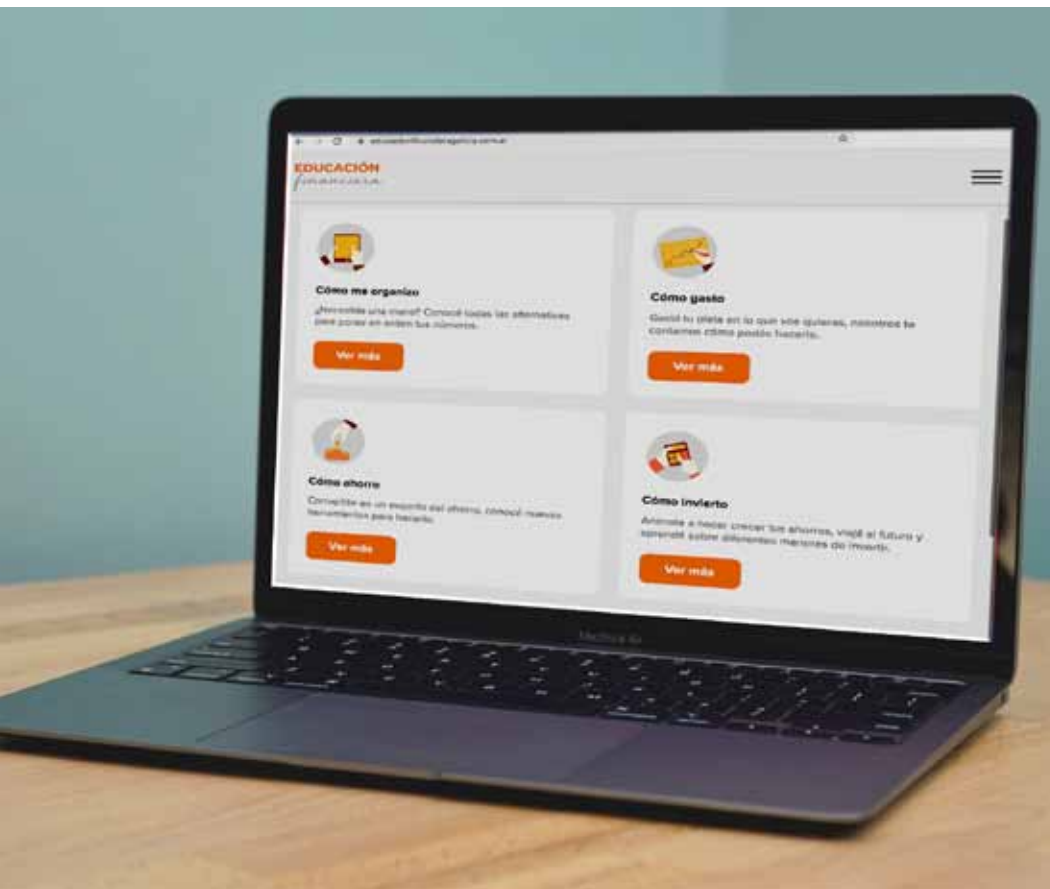 EDUCACIÓN
financiera
Cómo me organizo
¿Necesitás una mano? Conocé todas las alternativas
para poner en orden tus números.
Ver más
Cómo gasto
Gastá tu plata en lo que vos quieras, nosotros te
contamos cómo podés hacerlo.
Ver más
Cómo ahorro
Convertite en un experto del ahorro, conocé nuevas
herramientas para hacerlo.
Ver más
Cómo invierto
Animate a hacer crecer tus ahorros, viajá al futuro y
aprendé sobre diferentes maneras de invertir.
Ver más
MacBook Air